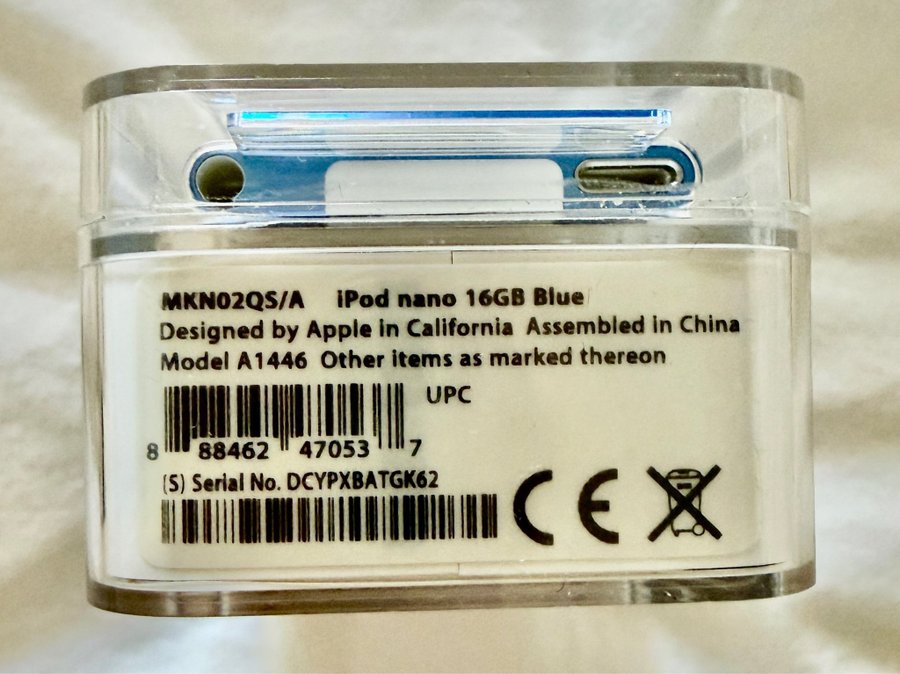 MKN02QS/A iPod nano 16GB Blue
Designed by Apple in California Assembled in China
Model A1446 Other items as marked thereon
UPC
8 88462 47053 7
(S) Serial No. DCYPXBATGK62
CE